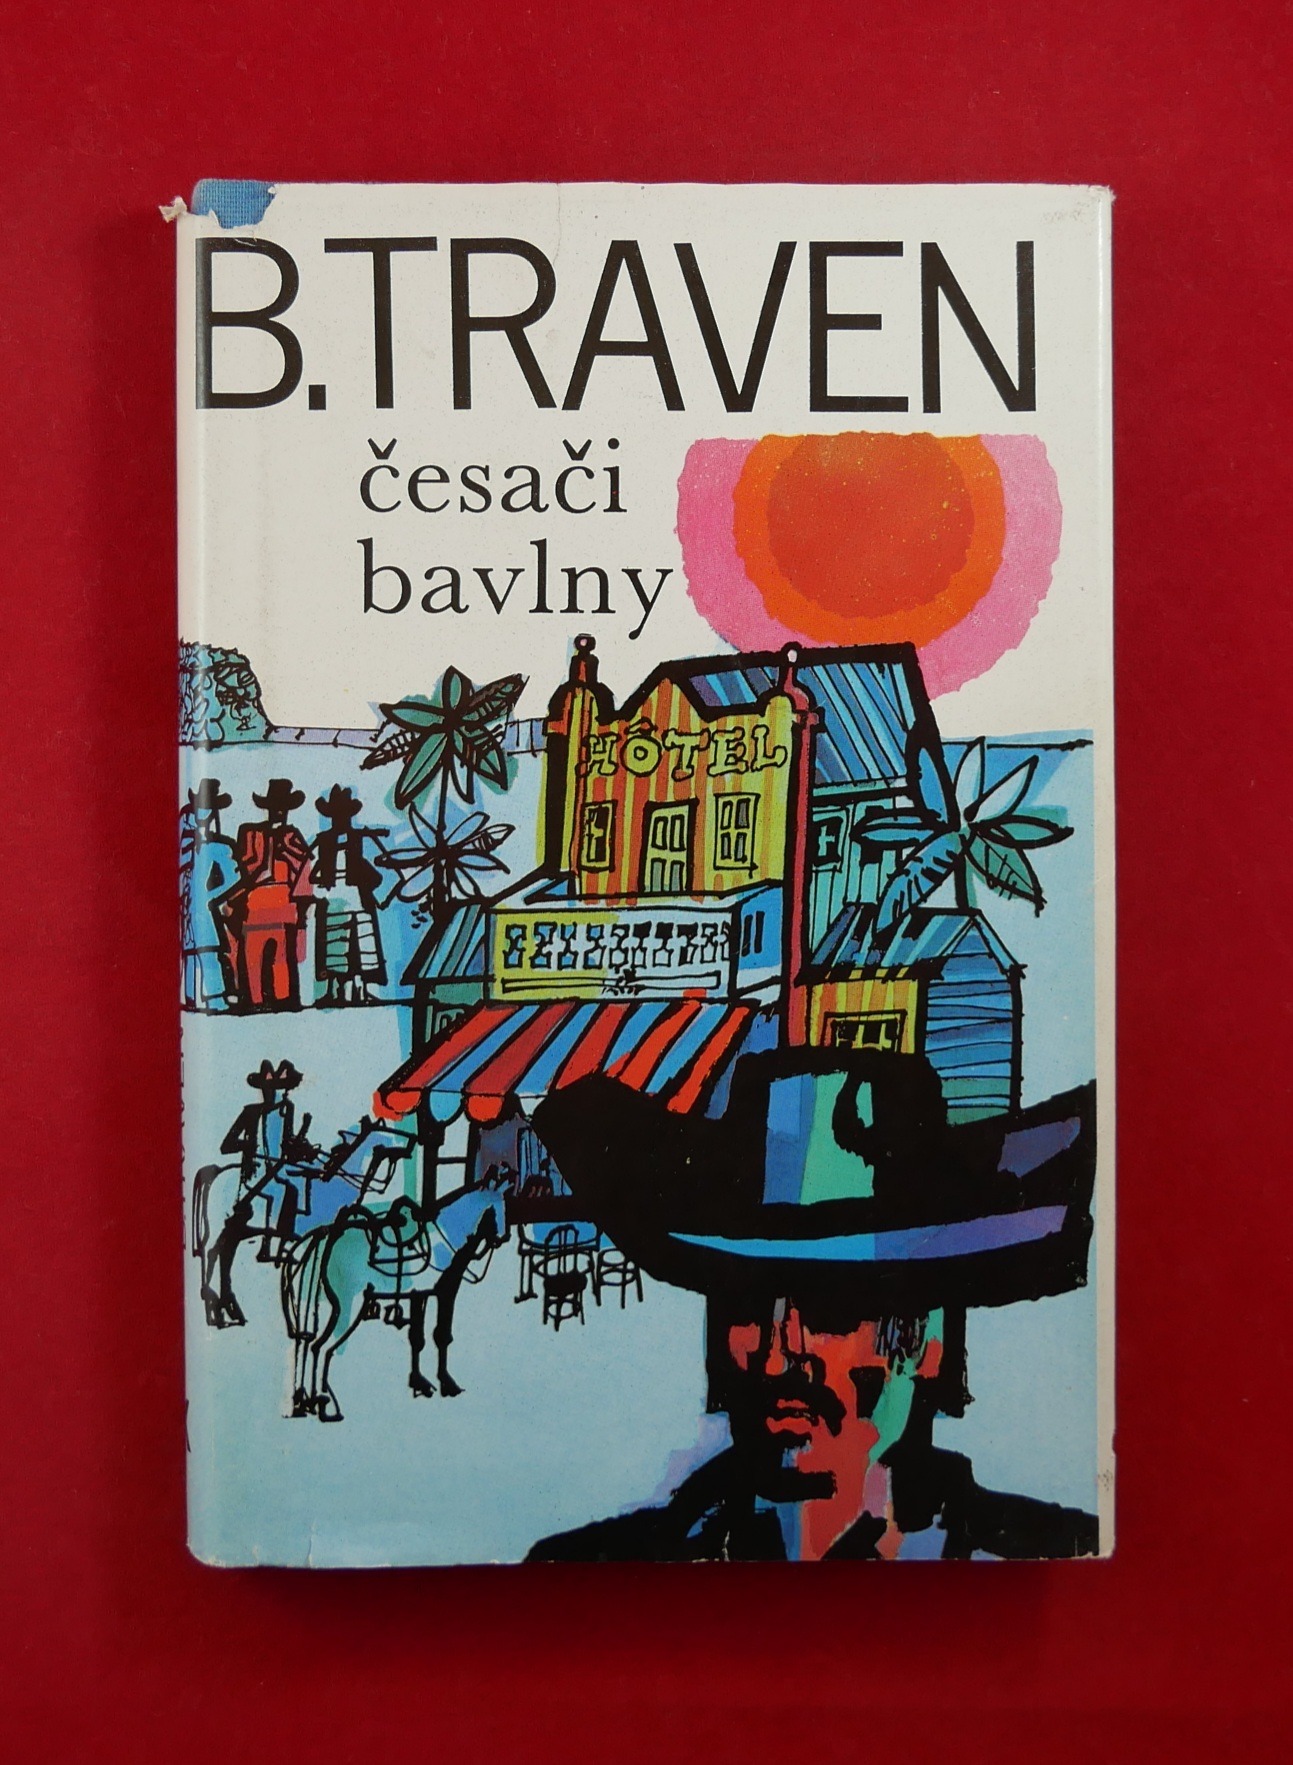 B. TRAVEN
česači
bavlny
HÔTEL